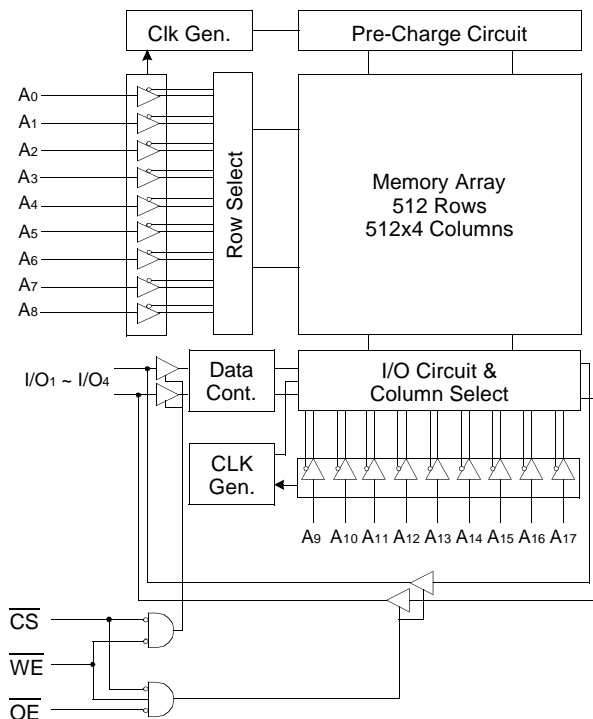 Clk Gen.
Pre-Charge Circuit
A0
A1
A2
A3
A4
A5
A6
A7
A8
Row Select
Memory Array
512 Rows
512x4 Columns
I/O1 ~ I/O4
Data
Cont.
I/O Circuit &
Column Select
CLK
Gen.
A9 A10 A11 A12 A13 A14 A15 A16 A17
CS
WE
OE